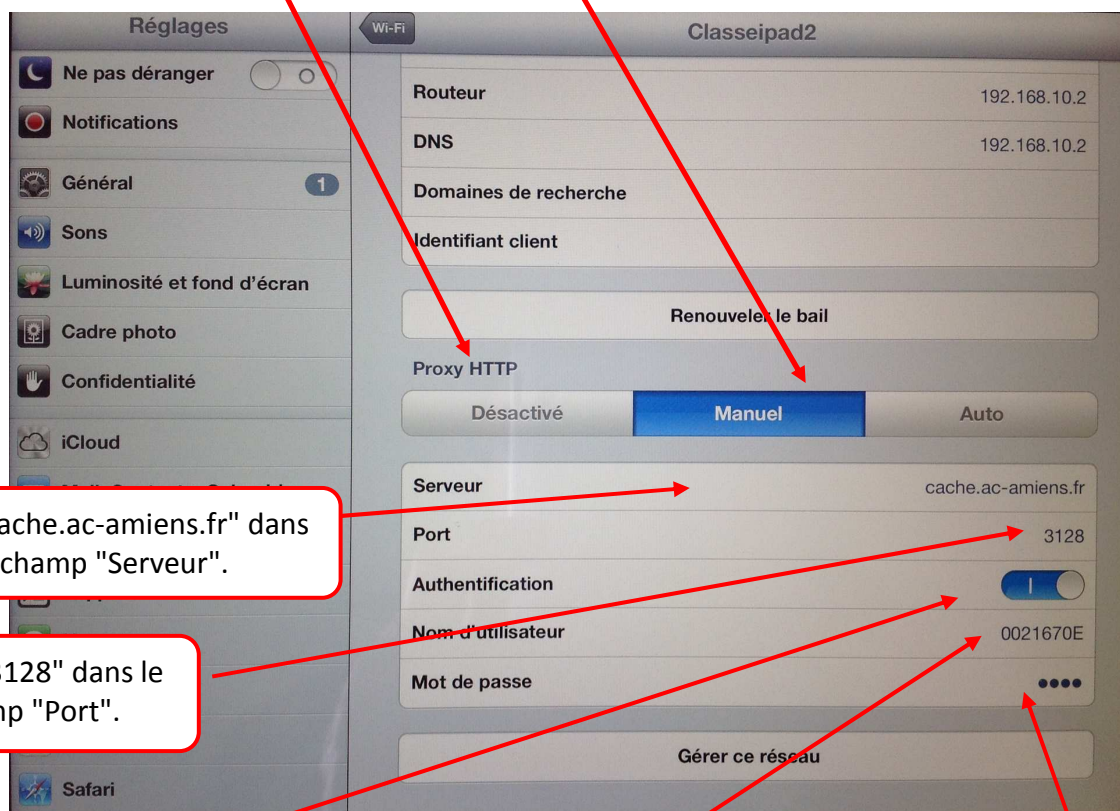 Réglages
Wi-Fi
Classeipad2
Ne pas déranger
Notifications
Général 1
Sons
Luminosité et fond d'écran
Cadre photo
Confidentialité
iCloud
Safari
Routeur 192.168.10.2
DNS 192.168.10.2
Domaines de recherche
Identifiant client
Renouveler le bail
Proxy HTTP
Désactivé Manuel Auto
Serveur cache.ac-amiens.fr
Port 3128
Authentification
Nom d'utilisateur 0021670E
Mot de passe ••••
Gérer ce réseau
ache.ac-amiens.fr" dans
champ "Serveur".
128" dans le
"Port".